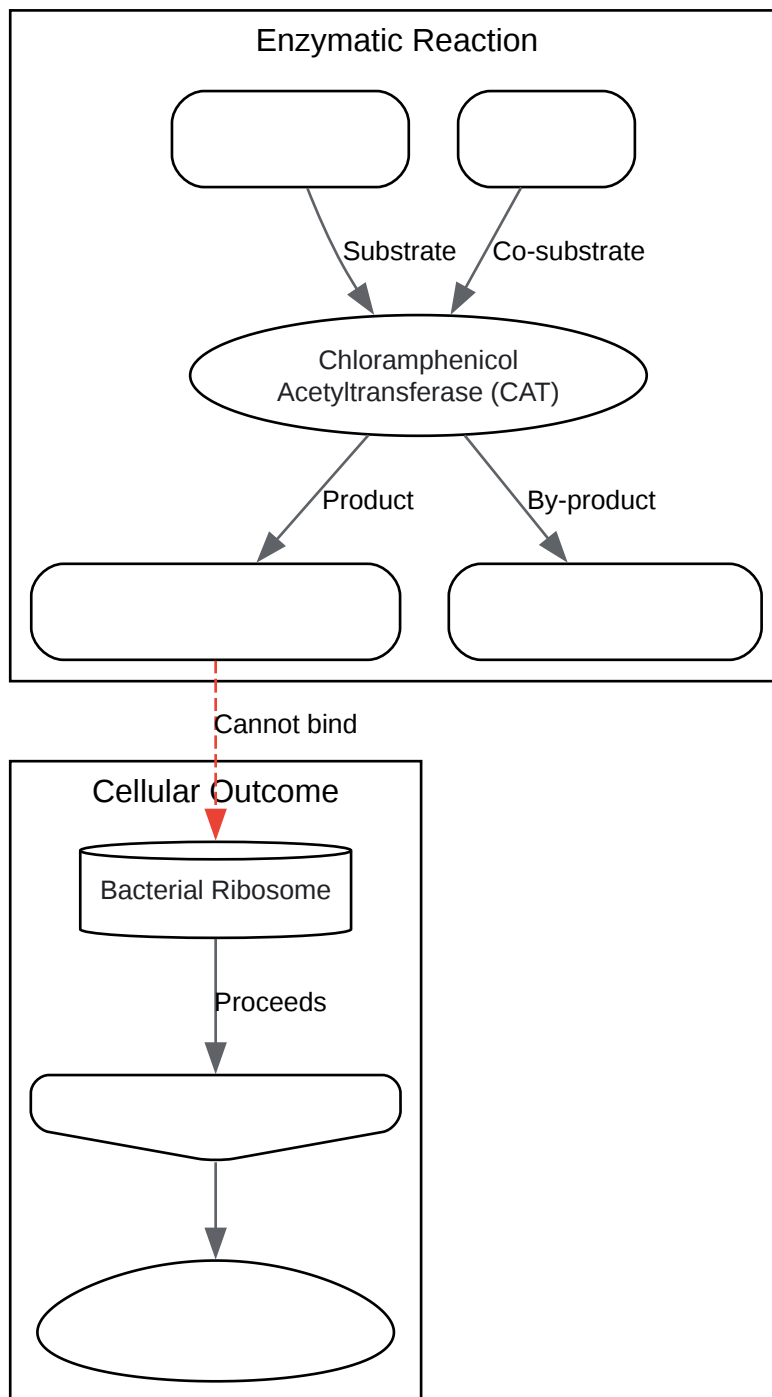 Enzymatic Reaction
Substrate
Co-substrate
Chloramphenicol
Acetyltransferase (CAT)
Product
By-product
Cannot bind
Cellular Outcome
Bacterial Ribosome
Proceeds